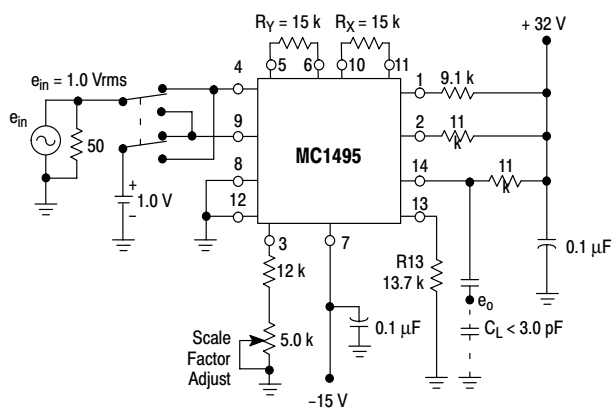 RY = 15 k
RX = 15 k
+ 32 V
ein = 1.0 Vrms
4
5
6
10
11
1
9.1 k
ein
50
9
2
11
k
MC1495
8
14
11
k
+
–
1.0 V
12
13
3
7
R13
13.7 k
0.1 µF
12 k
eo
CL < 3.0 pF
Scale
Factor
Adjust
5.0 k
0.1 µF
–15 V